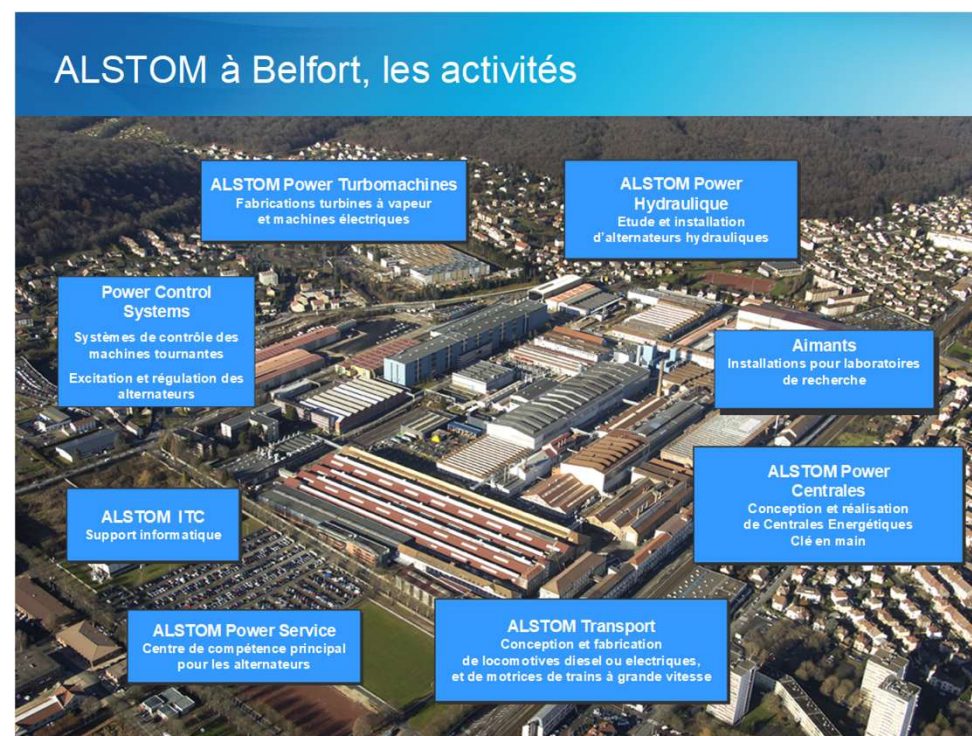 ALSTOM à Belfort, les activités
ALSTOM Power Turbomachines
Fabrications turbines à vapeur
et machines électriques
ALSTOM Power
Hydraulique
Etude et installation
d'alternateurs hydrauliques
Power Control
Systems
Systèmes de contrôle des
machines tournantes
Excitation et régulation des
alternateurs
Aimants
Installations pour laboratoires
de recherche
ALSTOM Power
Centrales
Conception et réalisation
de Centrales Energétiques
Clé en main
ALSTOM ITC
Support informatique
ALSTOM Power Service
Centre de compétence principal
pour les alternateurs
ALSTOM Transport
Conception et fabrication
de locomotives diesel ou electriques,
et de motrices de trains à grande vitesse